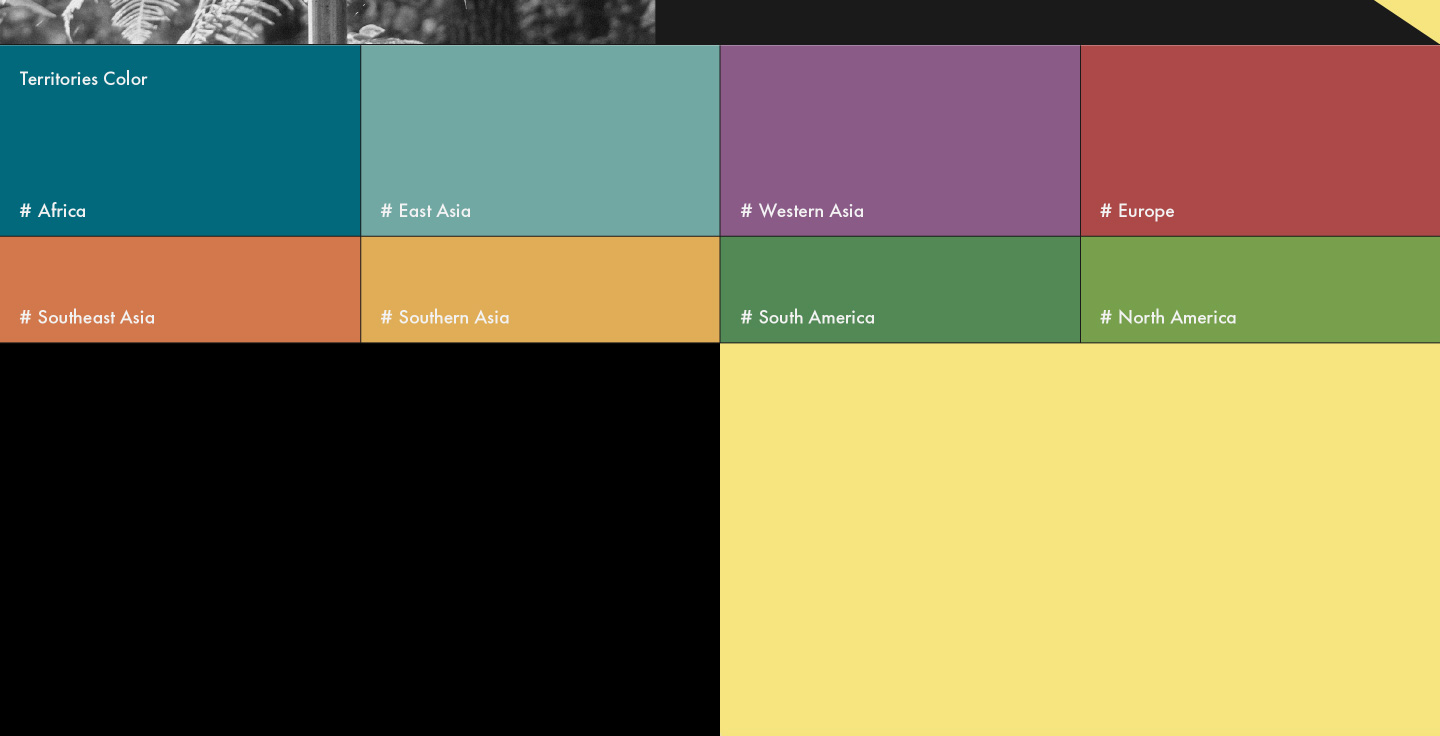 Territories Color
# Africa
# East Asia
# Western Asia
# Europe
# Southeast Asia
# Southern Asia
# South America
# North America